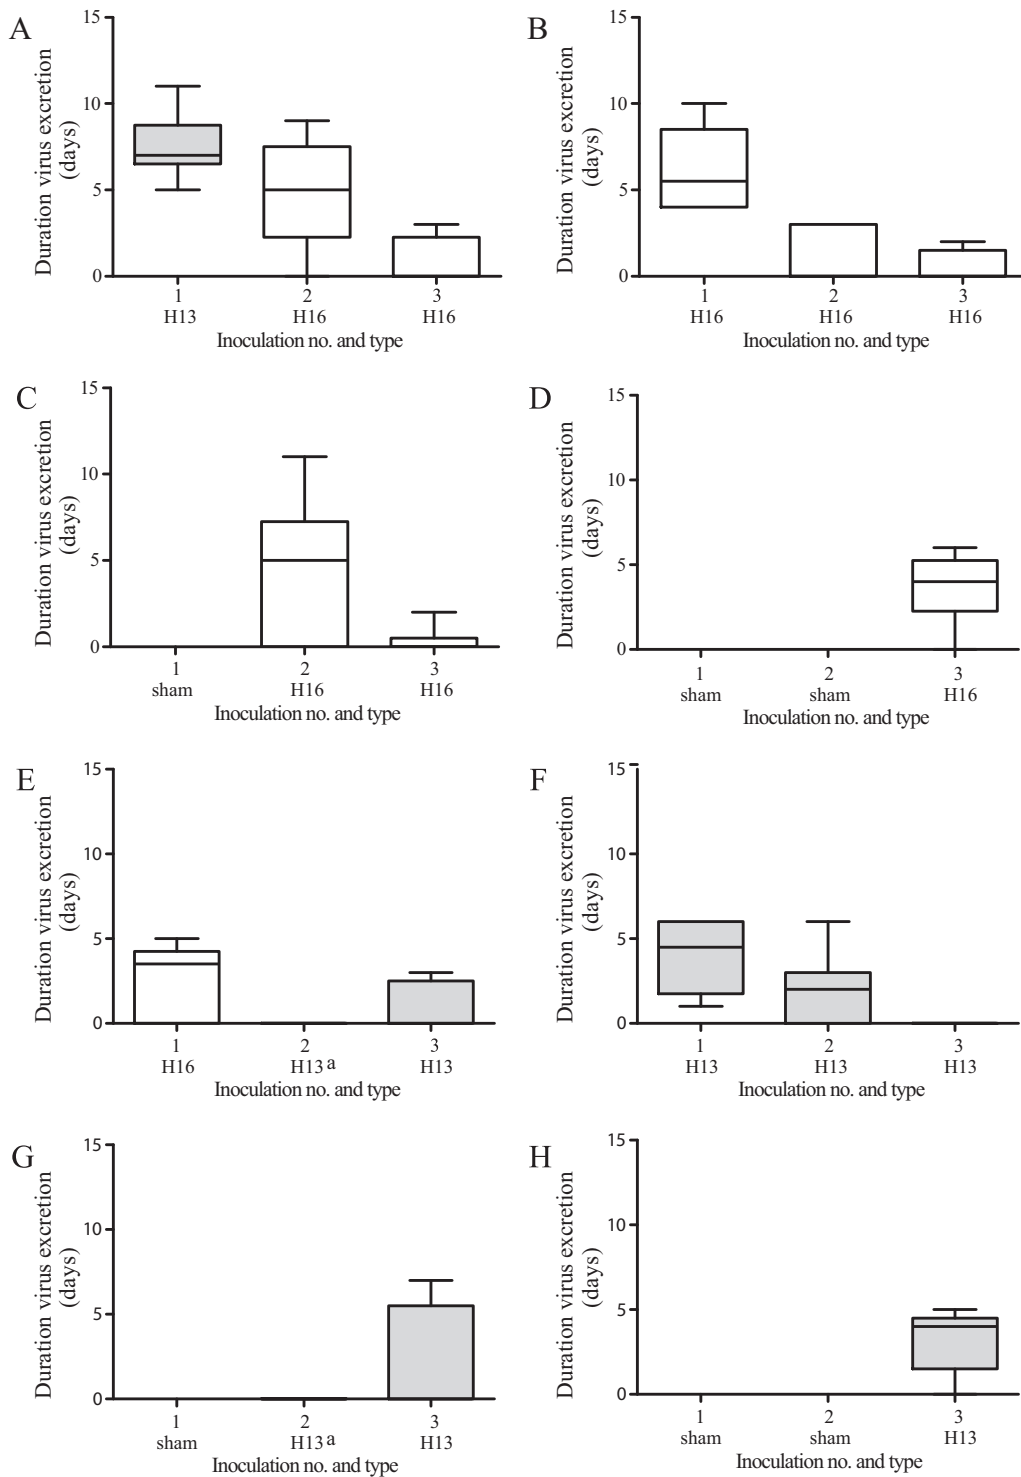 A
Duration virus excretion
(days)
15
10
5
0
1
2
3
H13
H16
H16
Inoculation no. and type
B
Duration virus excretion
(days)
15
10
5
0
1
2
3
H16
H16
H16
Inoculation no. and type
C
Duration virus excretion
(days)
15
10
5
0
1
2
3
sham
H16
H16
Inoculation no. and type
D
Duration virus excretion
(days)
15
10
5
0
1
2
3
sham
sham
H16
Inoculation no. and type
E
Duration virus excretion
(days)
15
10
5
0
1
2
3
H16
H13 a
H13
Inoculation no. and type
F
Duration virus excretion
(days)
15
10
5
0
1
2
3
H13
H13
H13
Inoculation no. and type
G
Duration virus excretion
(days)
15
10
5
0
1
2
3
sham
H13 a
H13
Inoculation no. and type
H
Duration virus excretion
(days)
15
10
5
0
1
2
3
sham
sham
H13
Inoculation no. and type